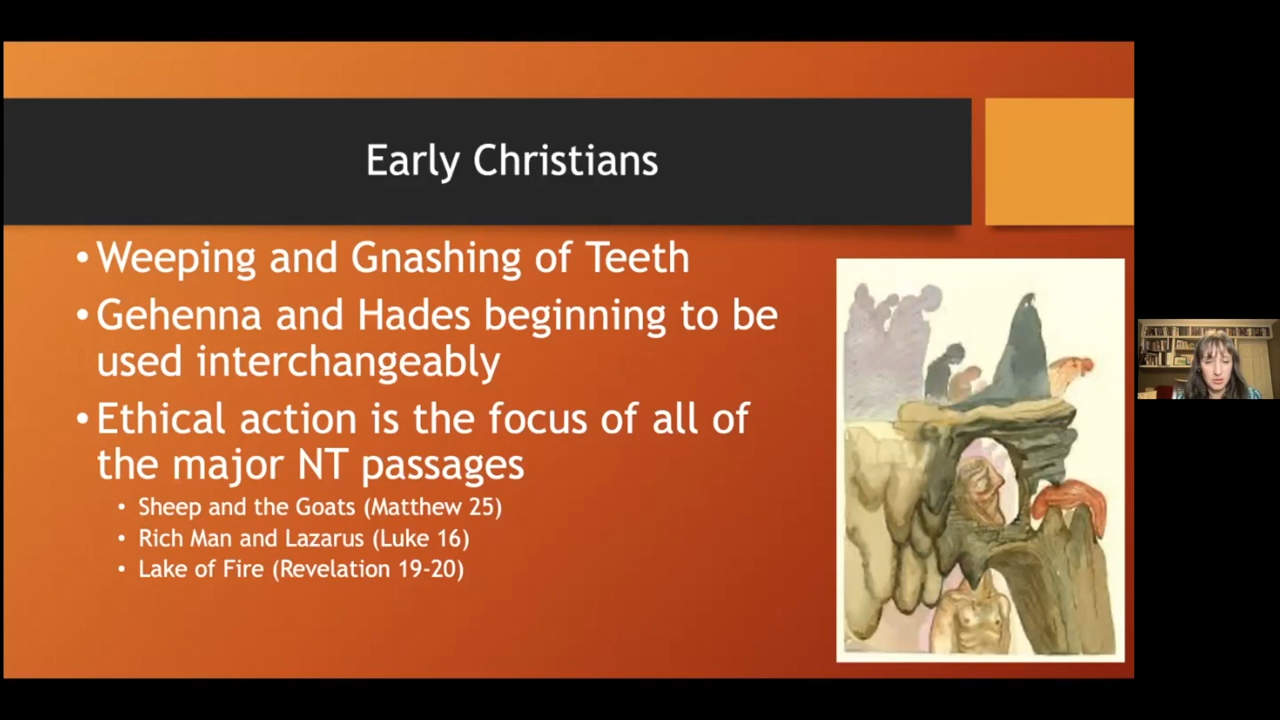 Early Christians
• Weeping and Gnashing of Teeth
• Gehenna and Hades beginning to be
used interchangeably
• Ethical action is the focus of all of
the major NT passages
• Sheep and the Goats (Matthew 25)
• Rich Man and Lazarus (Luke 16)
• Lake of Fire (Revelation 19-20)